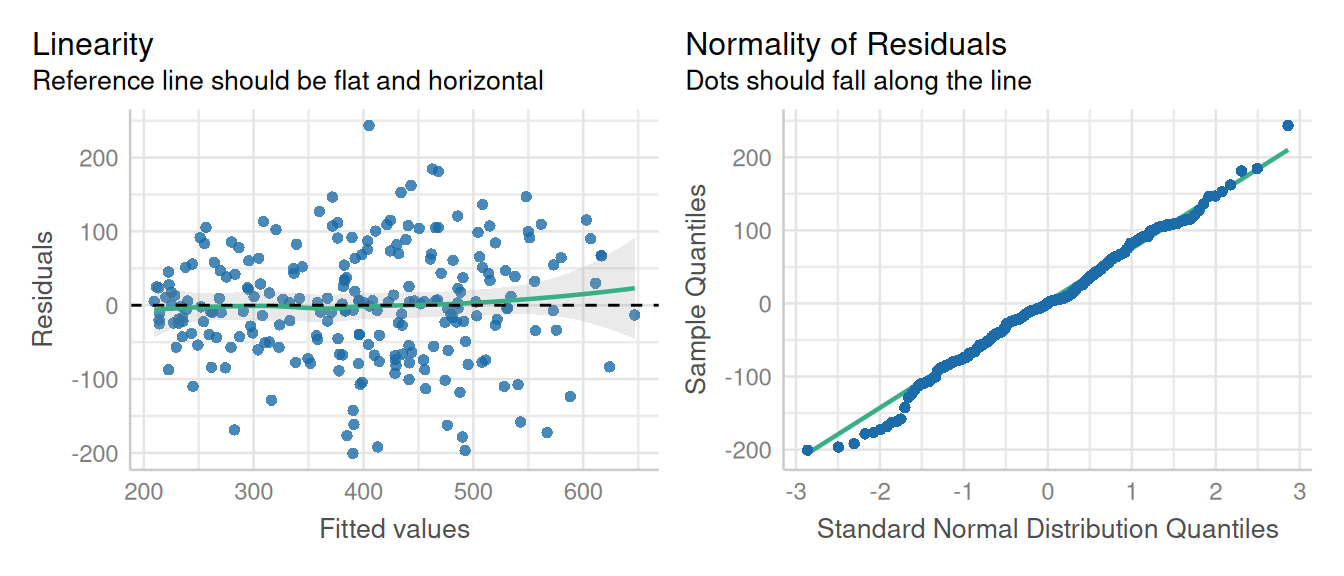 Linearity
Reference line should be flat and horizontal
200
100
0
-100
-200
Residuals
200
300
400
500
600
Fitted values
Normality of Residuals
Dots should fall along the line
200
100
0
-100
-200
Sample Quantiles
-3
-2
-1
0
1
2
3
Standard Normal Distribution Quantiles